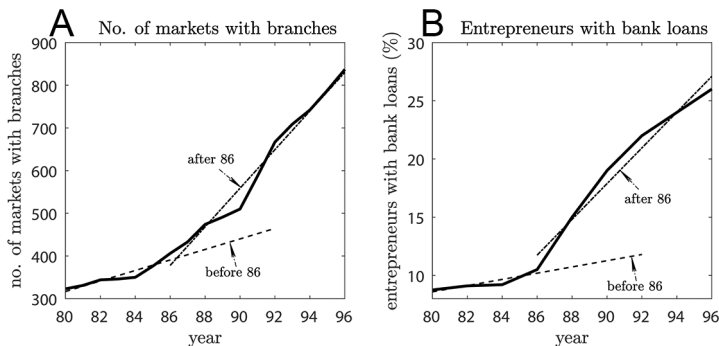 A No. of markets with branches
no. of markets with branches
900
800
700
600
500
400
300
after 86
before 86
80 82 84 86 88 90 92 94 96
year
B Entrepreneurs with bank loans
entrepreneurs with bank loans (%)
30
25
20
15
10
after 86
before 86
80 82 84 86 88 90 92 94 96
year